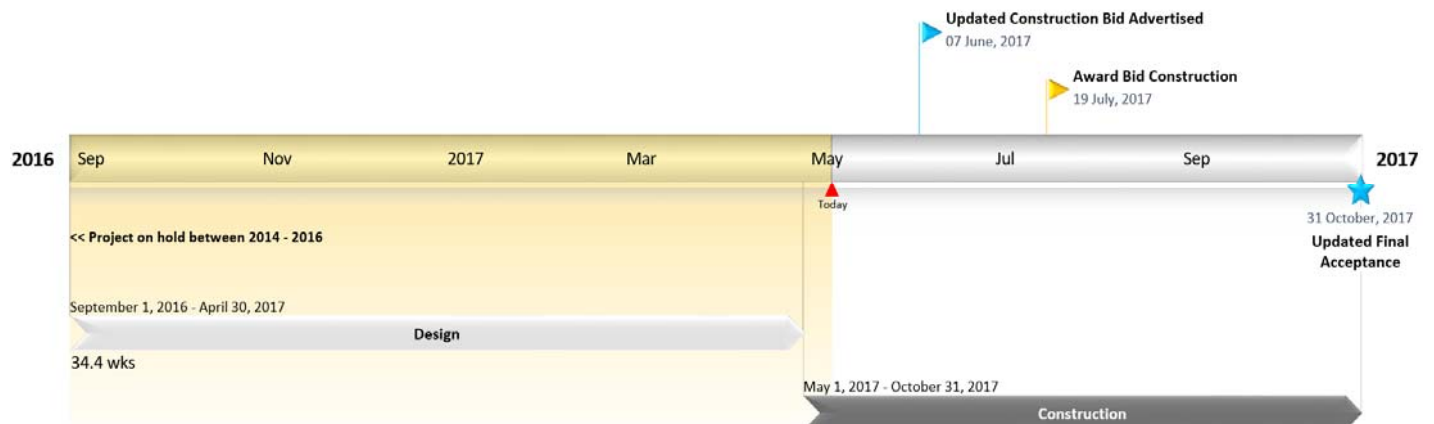 Updated Construction Bid Advertised
07 June, 2017
Award Bid Construction
19 July, 2017
2016 Sep Nov 2017 Mar May Jul Sep 2017
Today
31 October, 2017
Updated Final
Acceptance
<< Project on hold between 2014 - 2016
September 1, 2016 - April 30, 2017
Design
34.4 wks
May 1, 2017 - October 31, 2017
Construction